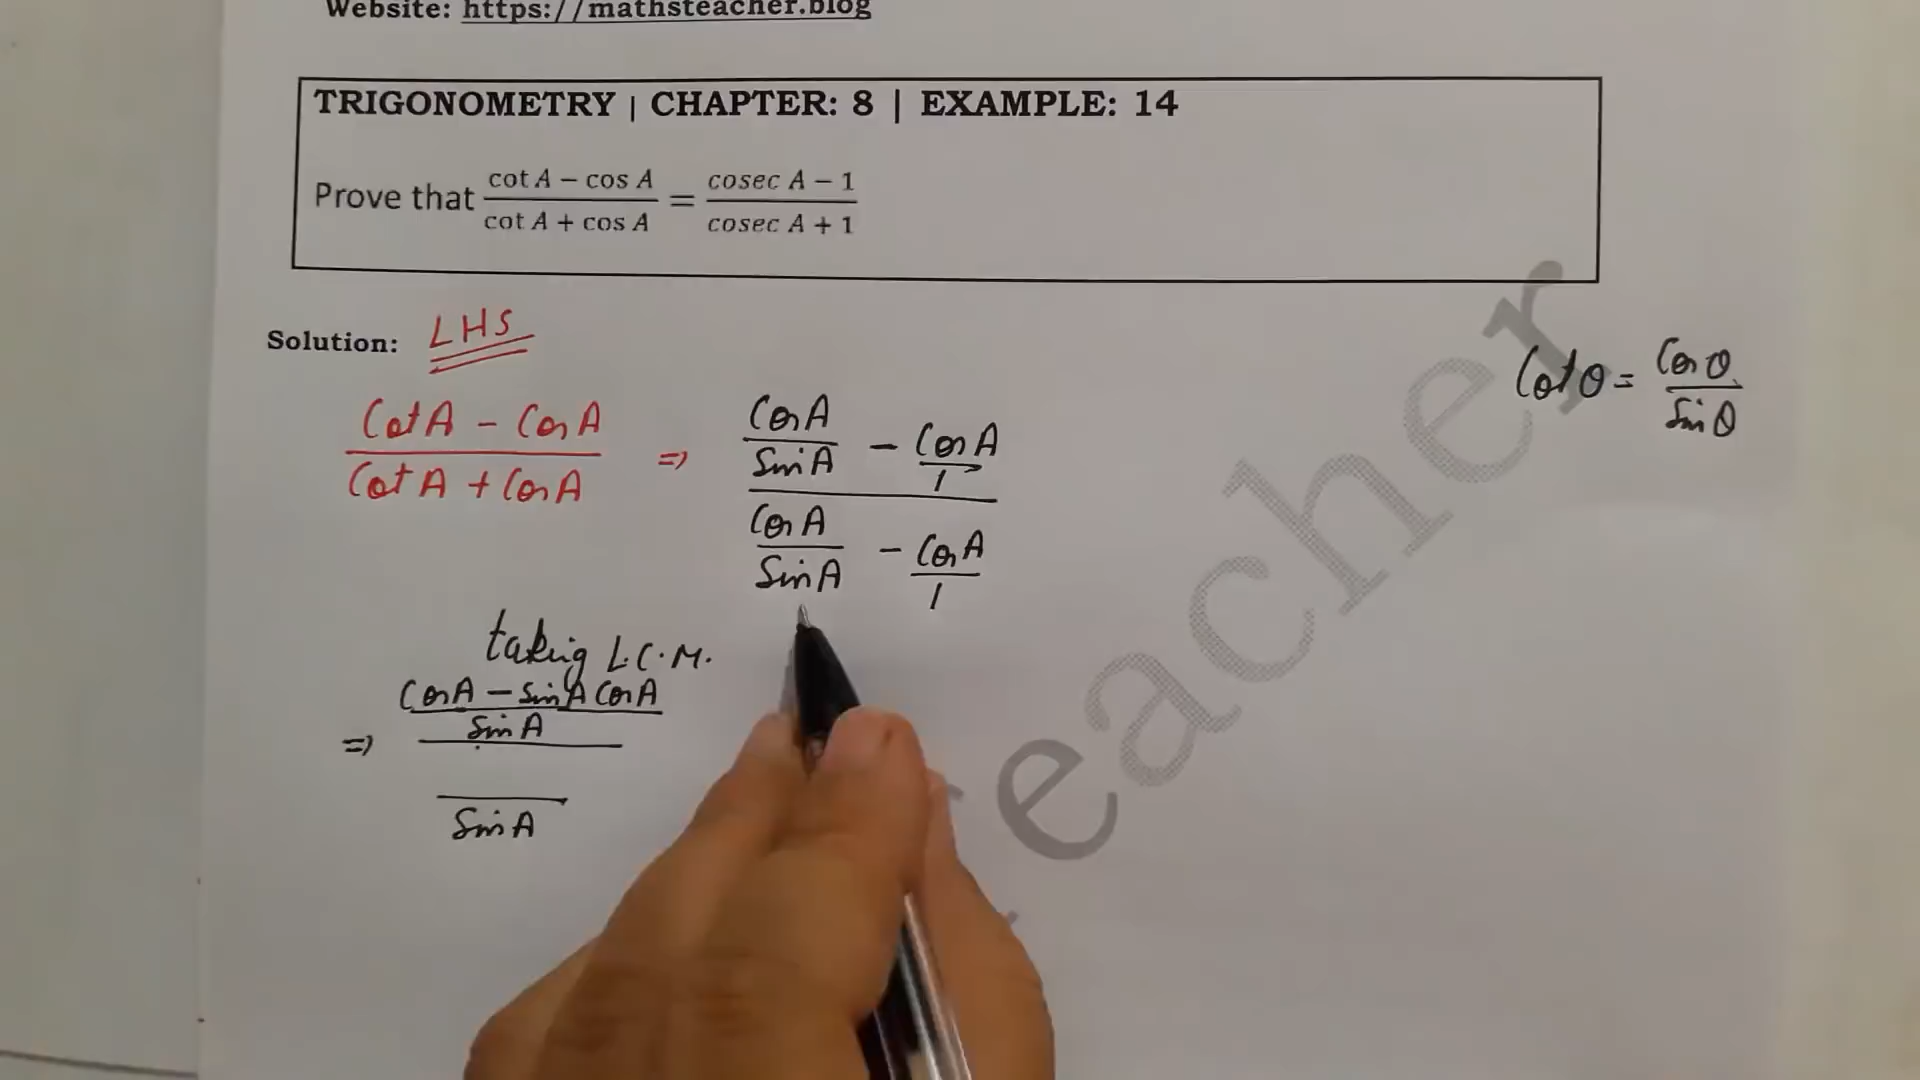 Website: https://mathsteacher.blog
TRIGONOMETRY | CHAPTER: 8 | EXAMPLE: 14
Prove that (cot A − cos A)/(cot A + cos A) = (cosec A − 1)/(cosec A + 1)
Solution: LHS
(Cot A − Cos A)/(Cot A + Cos A) ⇒ (Cos A/Sin A − Cos A/1)/(Cos A/Sin A − Cos A/1)
Cot θ = Cos θ/Sin θ
taking L.C.M.
⇒ ((Cos A − Sin A Cos A)/Sin A)/( /Sin A)
eacher